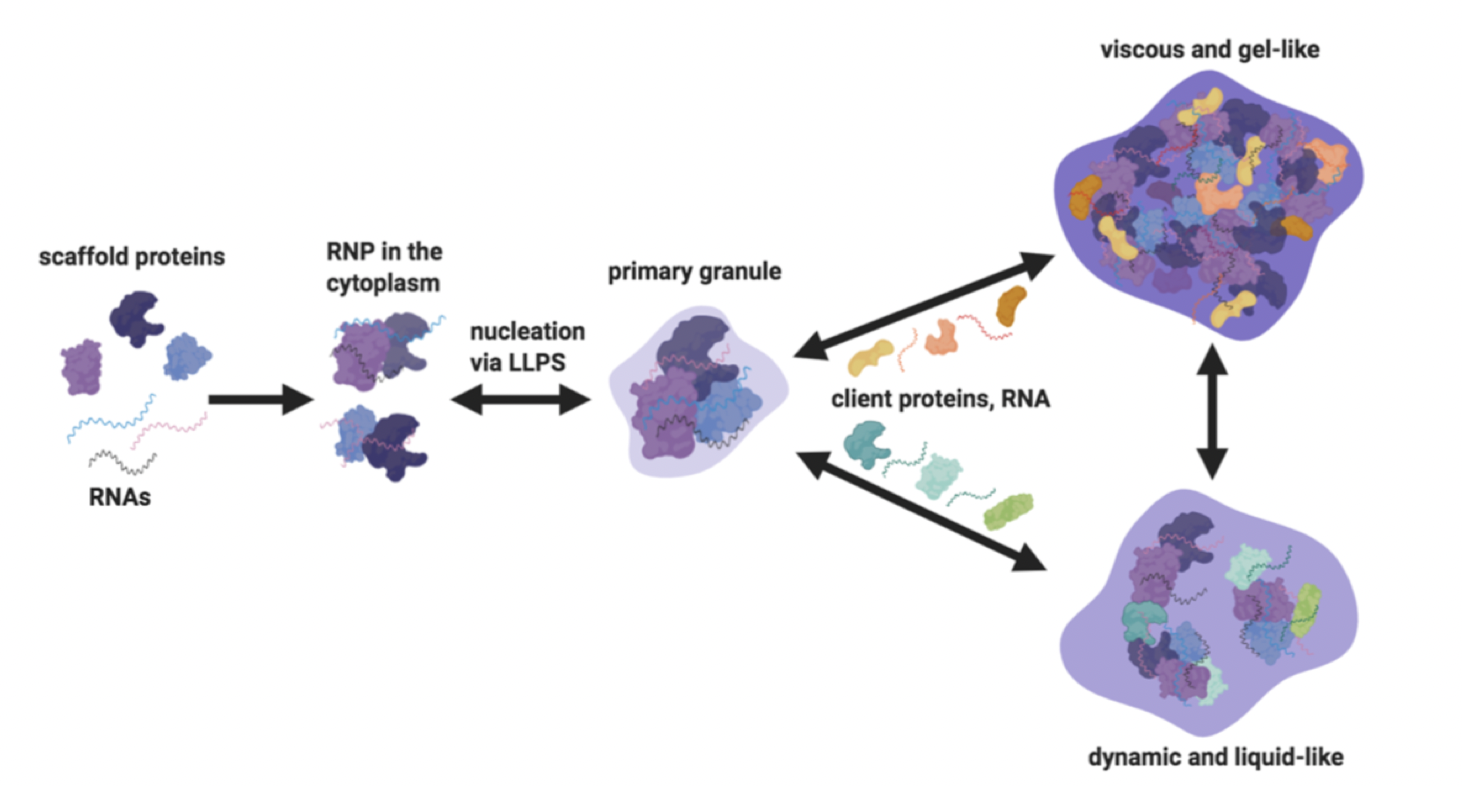 scaffold proteins
RNAs
RNP in the
cytoplasm
nucleation
via LLPS
primary granule
client proteins, RNA
viscous and gel-like
dynamic and liquid-like